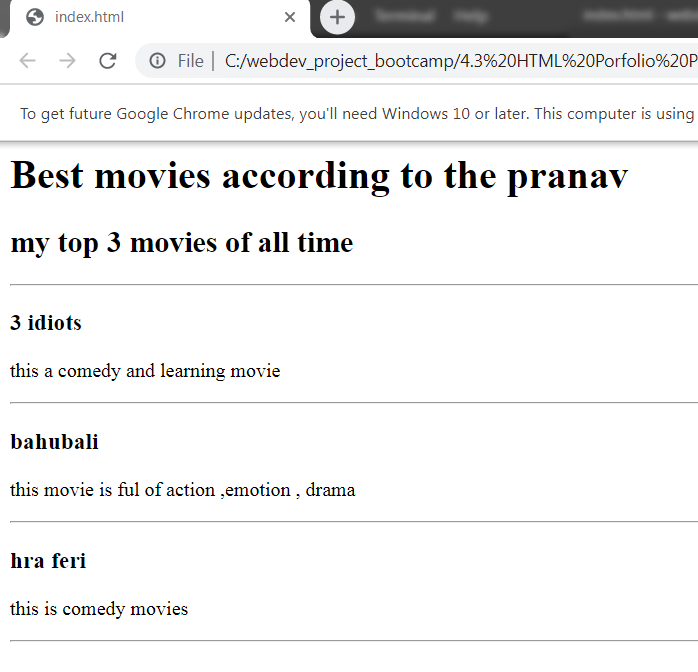 index.html
Terminal Help
File | C:/webdev_project_bootcamp/4.3%20HTML%20Porfolio%20P
To get future Google Chrome updates, you'll need Windows 10 or later. This computer is using
Best movies according to the pranav
my top 3 movies of all time
3 idiots
this a comedy and learning movie
bahubali
this movie is ful of action ,emotion , drama
hra feri
this is comedy movies